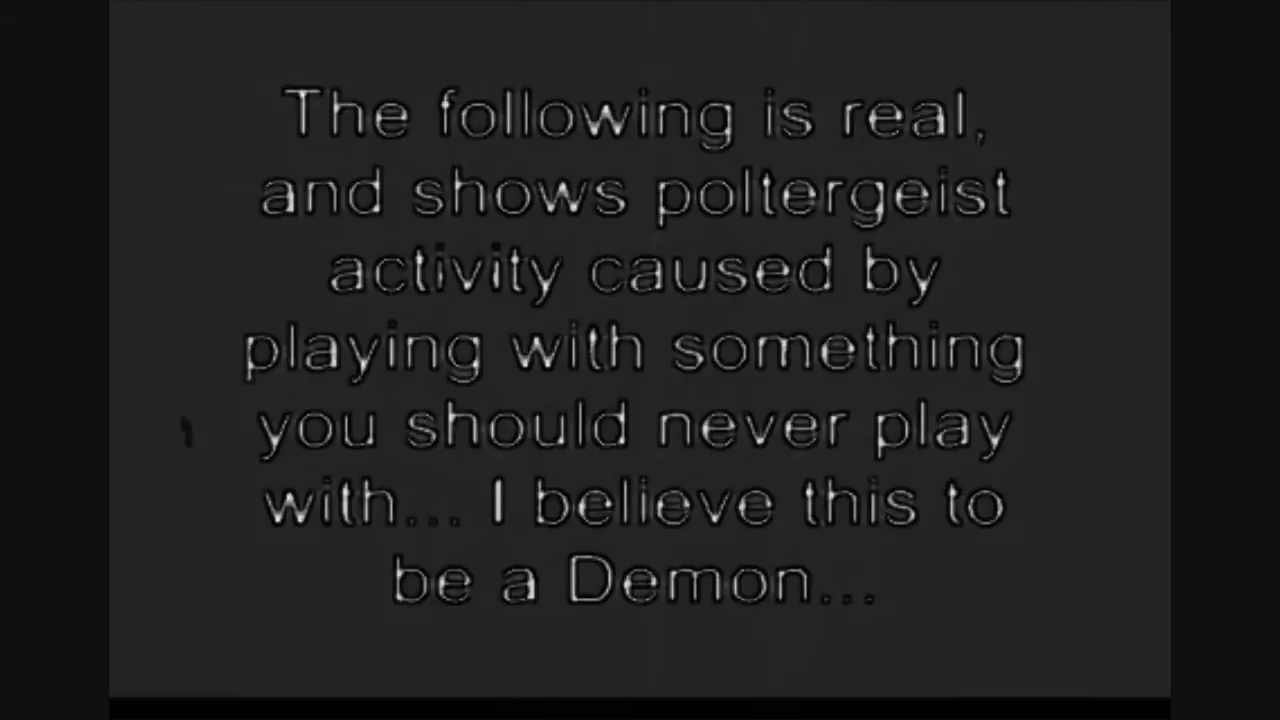 The following is real,
and shows poltergeist
activity caused by
playing with something
you should never play
with... I believe this to
be a Demon...